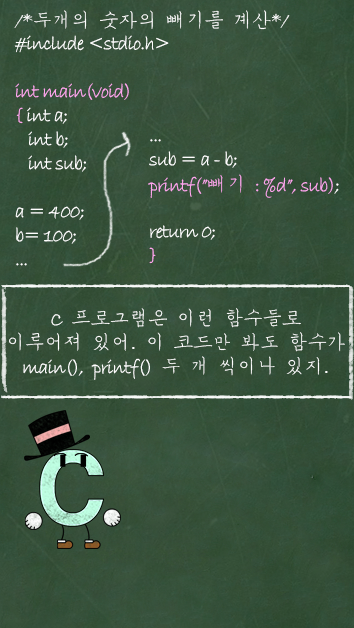 /*두개의 숫자의 빼기를 계산*/
#include <stdio.h>
int main(void)
{ int a;
int b;
int sub;
a = 400;
b= 100;
...
...
sub = a - b;
printf("빼기 : %d", sub);
return 0;
}
C 프로그램은 이런 함수들로
이루어져 있어. 이 코드만 봐도 함수가
main(), printf() 두 개 씩이나 있지.
C